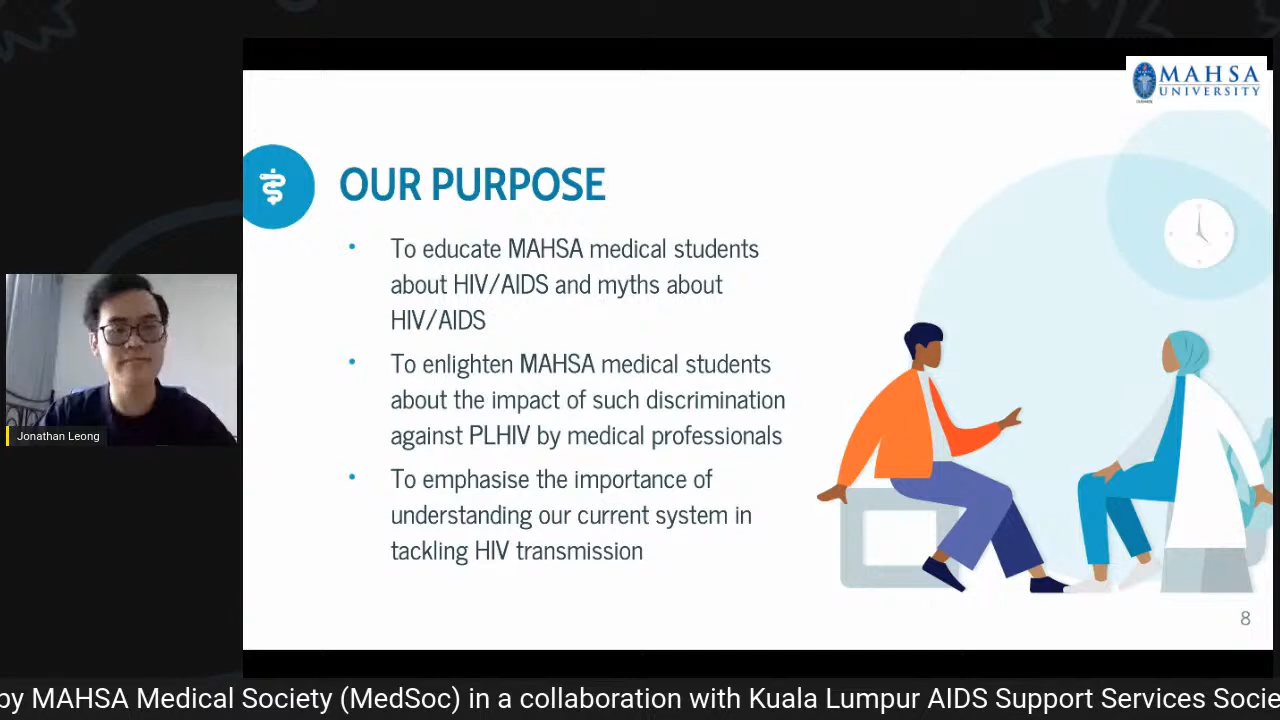 MAHSA
UNIVERSITY
OUR PURPOSE
• To educate MAHSA medical students
about HIV/AIDS and myths about
HIV/AIDS
• To enlighten MAHSA medical students
about the impact of such discrimination
against PLHIV by medical professionals
• To emphasise the importance of
understanding our current system in
tackling HIV transmission
Jonathan Leong
8
by MAHSA Medical Society (MedSoc) in a collaboration with Kuala Lumpur AIDS Support Services Socie